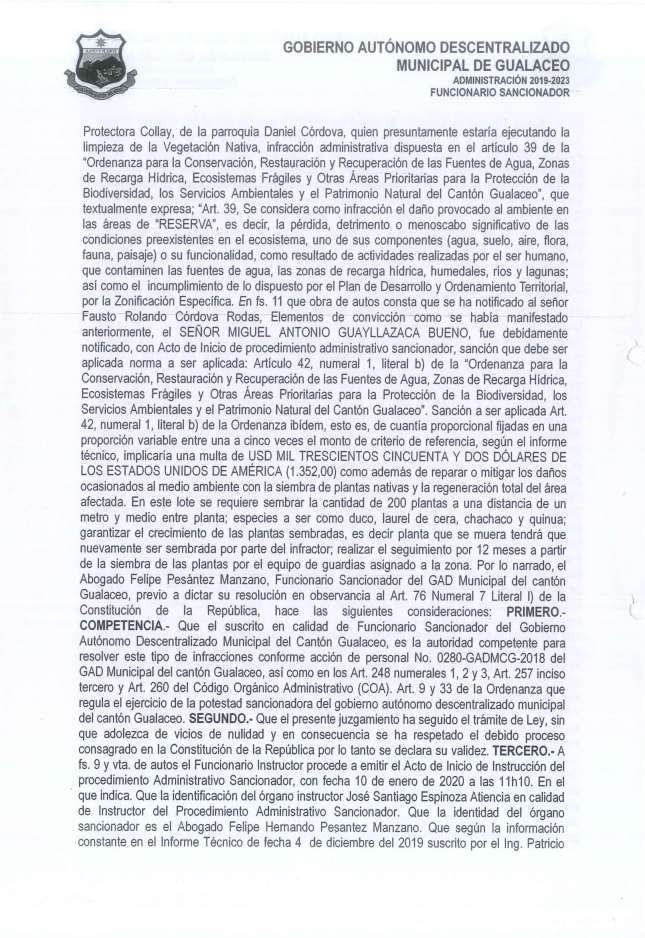 GOBIERNO AUTÓNOMO DESCENTRALIZADO
MUNICIPAL DE GUALACEO
ADMINISTRACIÓN 2019-2023
FUNCIONARIO SANCIONADOR
Protectora Collay, de la parroquia Daniel Córdova, quien presuntamente estaría ejecutando la
limpieza de la Vegetación Nativa, infracción administrativa dispuesta en el artículo 39 de la
“Ordenanza para la Conservación, Restauración y Recuperación de las Fuentes de Agua, Zonas
de Recarga Hídrica, Ecosistemas Frágiles y Otras Áreas Prioritarias para la Protección de la
Biodiversidad, los Servicios Ambientales y el Patrimonio Natural del Cantón Gualaceo”, que
textualmente expresa; “Art. 39, Se considera como infracción el daño provocado al ambiente en
las áreas de “RESERVA”, es decir, la pérdida, detrimento o menoscabo significativo de las
condiciones preexistentes en el ecosistema, uno de sus componentes (agua, suelo, aire, flora,
fauna, paisaje) o su funcionalidad, como resultado de actividades realizadas por el ser humano,
que contaminen las fuentes de agua, las zonas de recarga hídrica, humedales, ríos y lagunas;
así como el incumplimiento de lo dispuesto por el Plan de Desarrollo y Ordenamiento Territorial,
por la Zonificación Específica. En fs. 11 que obra de autos consta que se ha notificado al señor
Fausto Rolando Córdova Rodas, Elementos de convicción como se había manifestado
anteriormente, el SEÑOR MIGUEL ANTONIO GUAYLLAZACA BUENO, fue debidamente
notificado, con Acto de Inicio de procedimiento administrativo sancionador, sanción que debe ser
aplicada norma a ser aplicada: Artículo 42, numeral 1, literal b) de la “Ordenanza para la
Conservación, Restauración y Recuperación de las Fuentes de Agua, Zonas de Recarga Hídrica,
Ecosistemas Frágiles y Otras Áreas Prioritarias para la Protección de la Biodiversidad, los
Servicios Ambientales y el Patrimonio Natural del Cantón Gualaceo”. Sanción a ser aplicada Art.
42, numeral 1, literal b) de la Ordenanza ibídem, esto es, de cuantía proporcional fijadas en una
proporción variable entre una a cinco veces el monto de criterio de referencia, según el informe
técnico, implicaría una multa de USD MIL TRESCIENTOS CINCUENTA Y DOS DÓLARES DE
LOS ESTADOS UNIDOS DE AMÉRICA (1.352,00) como además de reparar o mitigar los daños
ocasionados al medio ambiente con la siembra de plantas nativas y la regeneración total del área
afectada. En este lote se requiere sembrar la cantidad de 200 plantas a una distancia de un
metro y medio entre planta; especies a ser como duco, laurel de cera, chachaco y quinua;
garantizar el crecimiento de las plantas sembradas, es decir planta que se muera tendrá que
nuevamente ser sembrada por parte del infractor; realizar el seguimiento por 12 meses a partir
de la siembra de las plantas por el equipo de guardias asignado a la zona. Por lo narrado, el
Abogado Felipe Pesántez Manzano, Funcionario Sancionador del GAD Municipal del cantón
Gualaceo, previo a dictar su resolución en observancia al Art. 76 Numeral 7 Literal l) de la
Constitución de la República, hace las siguientes consideraciones: PRIMERO.-
COMPETENCIA.- Que el suscrito en calidad de Funcionario Sancionador del Gobierno
Autónomo Descentralizado Municipal del Cantón Gualaceo, es la autoridad competente para
resolver este tipo de infracciones conforme acción de personal No. 0280-GADMCG-2018 del
GAD Municipal del cantón Gualaceo, así como en los Art. 248 numerales 1, 2 y 3, Art. 257 inciso
tercero y Art. 260 del Código Orgánico Administrativo (COA). Art. 9 y 33 de la Ordenanza que
regula el ejercicio de la potestad sancionadora del gobierno autónomo descentralizado municipal
del cantón Gualaceo. SEGUNDO.- Que el presente juzgamiento ha seguido el trámite de Ley, sin
que adolezca de vicios de nulidad y en consecuencia se ha respetado el debido proceso
consagrado en la Constitución de la República por lo tanto se declara su validez. TERCERO.- A
fs. 9 y vta. de autos el Funcionario Instructor procede a emitir el Acto de Inicio de Instrucción del
procedimiento Administrativo Sancionador, con fecha 10 de enero de 2020 a las 11h10. En el
que indica. Que la identificación del órgano instructor José Santiago Espinoza Atiencia en calidad
de Instructor del Procedimiento Administrativo Sancionador. Que la identidad del órgano
sancionador es el Abogado Felipe Hernando Pesantez Manzano. Que según la información
constante en el Informe Técnico de fecha 4 de diciembre del 2019 suscrito por el Ing. Patricio